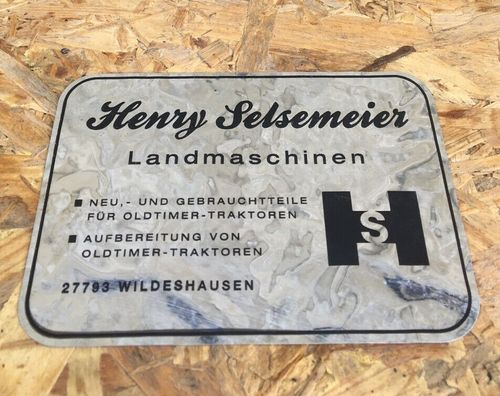 Henry Selsemeier
Landmaschinen
■ NEU,- UND GEBRAUCHTTEILE
FÜR OLDTIMER-TRAKTOREN
■ AUFBEREITUNG VON
OLDTIMER-TRAKTOREN
HS
27793 WILDESHAUSEN